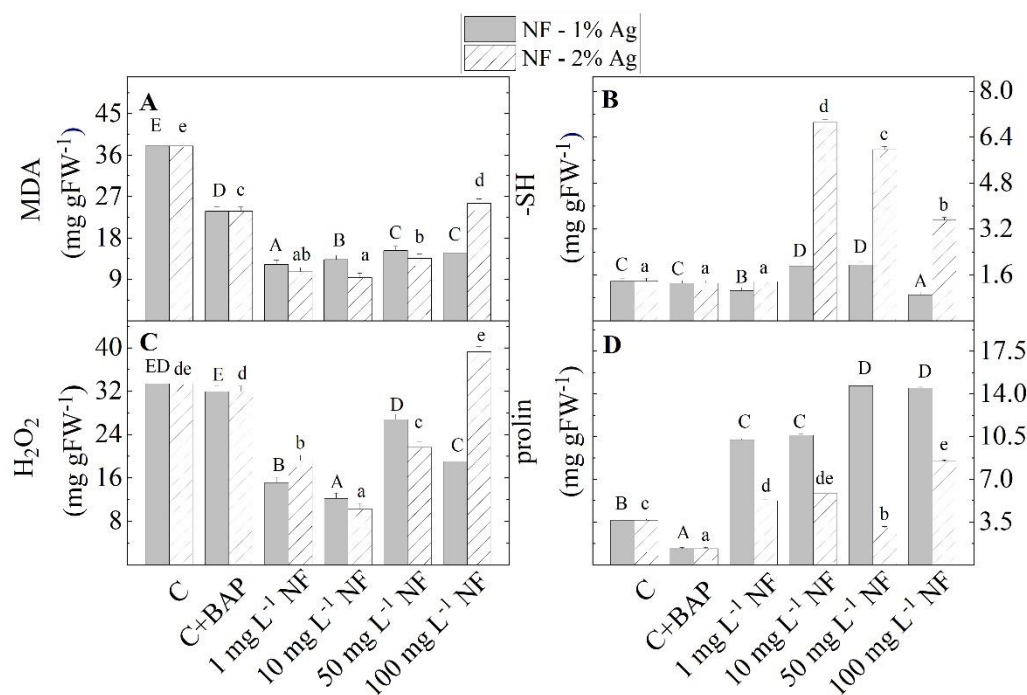 NF - 1% Ag
NF - 2% Ag
A
MDA
(mg gFW⁻¹)
45
36
27
18
9
E e
D c
A ab
B a
C b
C d
B
-SH
(mg gFW⁻¹)
8.0
6.4
4.8
3.2
1.6
C a
C a
B a
D d
D c
A b
C
H₂O₂
(mg gFW⁻¹)
40
32
24
16
8
ED de
E d
B b
A a
D c
C e
D
prolin
(mg gFW⁻¹)
17.5
14.0
10.5
7.0
3.5
B c
A a
C d
C de
D b
D e
C
C+BAP
1 mg L⁻¹ NF
10 mg L⁻¹ NF
50 mg L⁻¹ NF
100 mg L⁻¹ NF
C
C+BAP
1 mg L⁻¹ NF
10 mg L⁻¹ NF
50 mg L⁻¹ NF
100 mg L⁻¹ NF